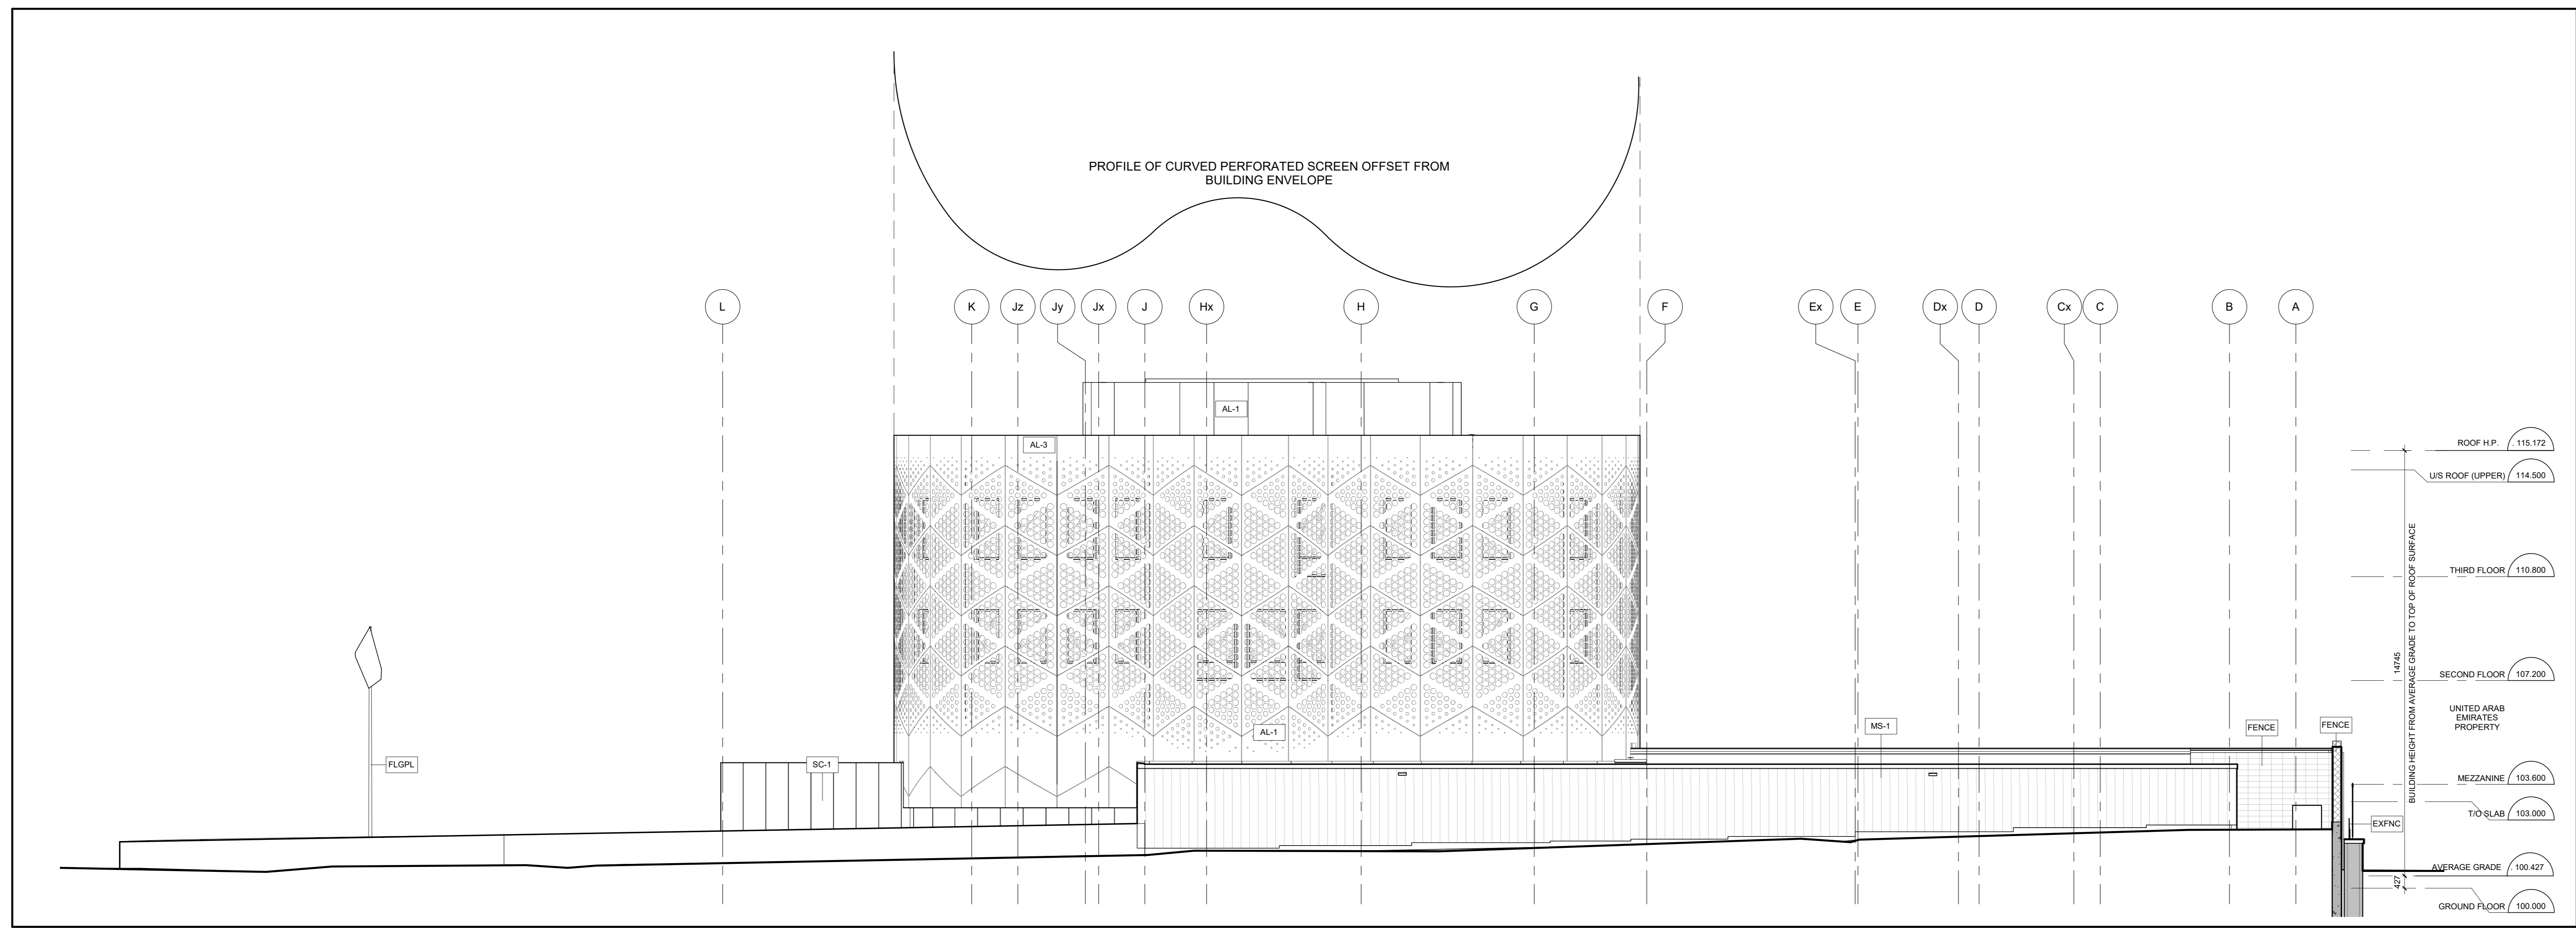 PROFILE OF CURVED PERFORATED SCREEN OFFSET FROM
BUILDING ENVELOPE
L
K
Jz
Jy
Jx
J
Hx
H
G
F
Ex
E
Dx
D
Cx
C
B
A
AL-1
AL-3
AL-1
SC-1
FLGPL
MS-1
FENCE
FENCE
EXFNC
ROOF H.P. 115.172
U/S ROOF (UPPER) 114.500
THIRD FLOOR 110.800
SECOND FLOOR 107.200
UNITED ARAB
EMIRATES
PROPERTY
MEZZANINE 103.600
T/O SLAB 103.000
AVERAGE GRADE 100.427
GROUND FLOOR 100.000
14745
BUILDING HEIGHT FROM AVERAGE GRADE TO TOP OF ROOF SURFACE
427